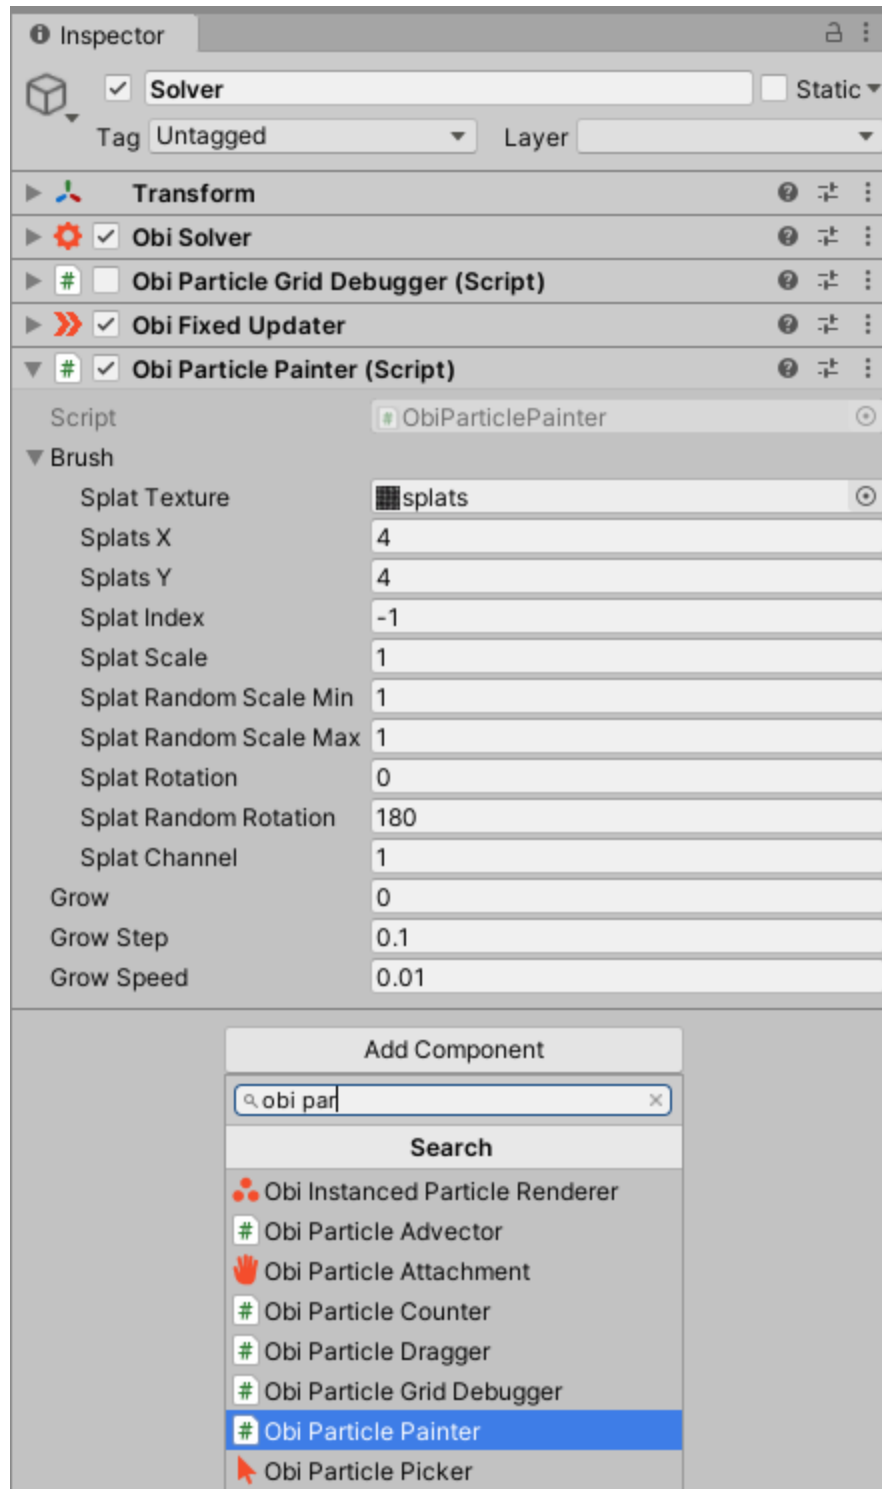 Inspector
Solver
Static
Tag Untagged Layer
Transform
Obi Solver
# Obi Particle Grid Debugger (Script)
Obi Fixed Updater
# Obi Particle Painter (Script)
Script # ObiParticlePainter
Brush
Splat Texture splats
Splats X 4
Splats Y 4
Splat Index -1
Splat Scale 1
Splat Random Scale Min 1
Splat Random Scale Max 1
Splat Rotation 0
Splat Random Rotation 180
Splat Channel 1
Grow 0
Grow Step 0.1
Grow Speed 0.01
Add Component
obi par
Search
Obi Instanced Particle Renderer
# Obi Particle Advector
Obi Particle Attachment
# Obi Particle Counter
# Obi Particle Dragger
# Obi Particle Grid Debugger
# Obi Particle Painter
Obi Particle Picker